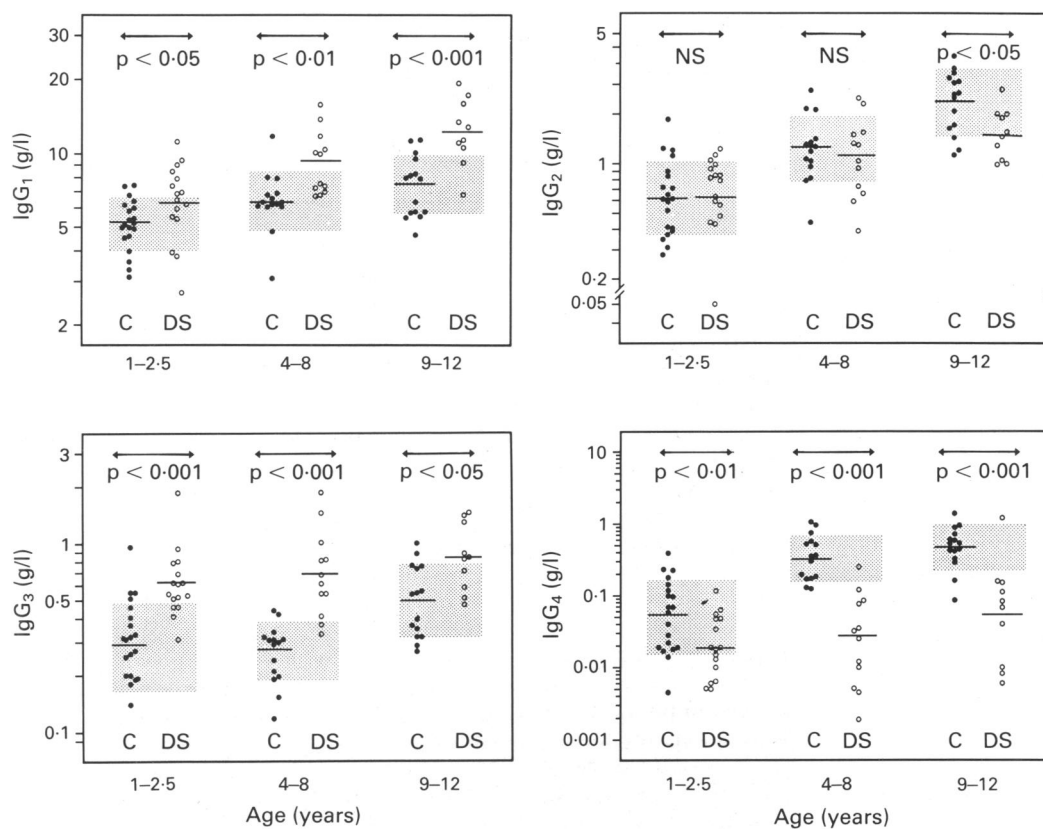 30
20
10
5
2
IgG₁ (g/l)
p < 0·05
p < 0·01
p < 0·001
C DS
C DS
C DS
1–2·5
4–8
9–12
5
1
0·2
0·05
IgG₂ (g/l)
NS
NS
p < 0·05
C DS
C DS
C DS
1–2·5
4–8
9–12
3
1
0·5
0·1
IgG₃ (g/l)
p < 0·001
p < 0·001
p < 0·05
C DS
C DS
C DS
1–2·5
4–8
9–12
Age (years)
10
1
0·1
0·01
0·001
IgG₄ (g/l)
p < 0·01
p < 0·001
p < 0·001
C DS
C DS
C DS
1–2·5
4–8
9–12
Age (years)